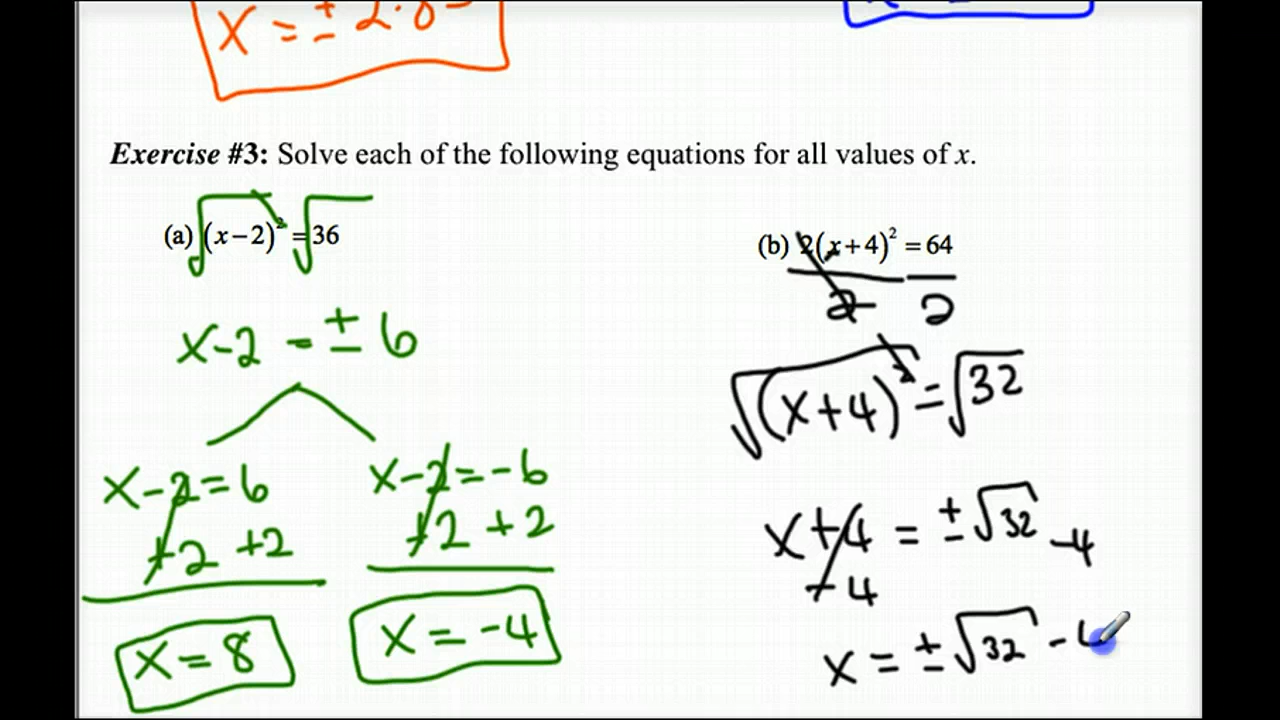 x = ± 2.8
Exercise #3: Solve each of the following equations for all values of x.
(a) √(x−2)² = √36
x-2 = ± 6
x-2=6
+2 +2
x = 8
x-2=-6
+2 +2
x = -4
(b) 2(x+4)² = 64
2 2
√(x+4)² = √32
x+4 = ±√32 -4
-4
x = ±√32 -